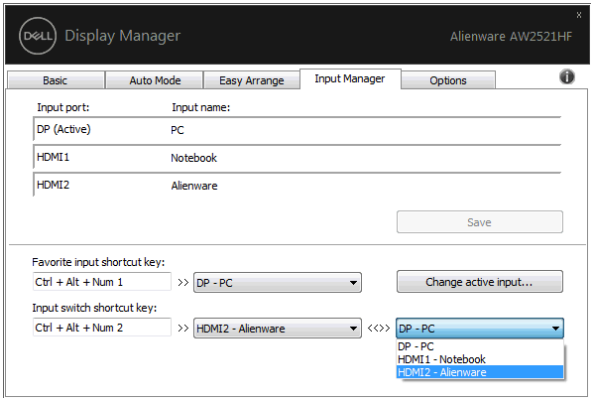 x
DELL Display Manager Alienware AW2521HF
Basic Auto Mode Easy Arrange Input Manager Options i
Input port: Input name:
DP (Active) PC
HDMI1 Notebook
HDMI2 Alienware
Save
Favorite input shortcut key:
Ctrl + Alt + Num 1 >> DP - PC Change active input...
Input switch shortcut key:
Ctrl + Alt + Num 2 >> HDMI2 - Alienware <<>> DP - PC
DP - PC
HDMI1 - Notebook
HDMI2 - Alienware